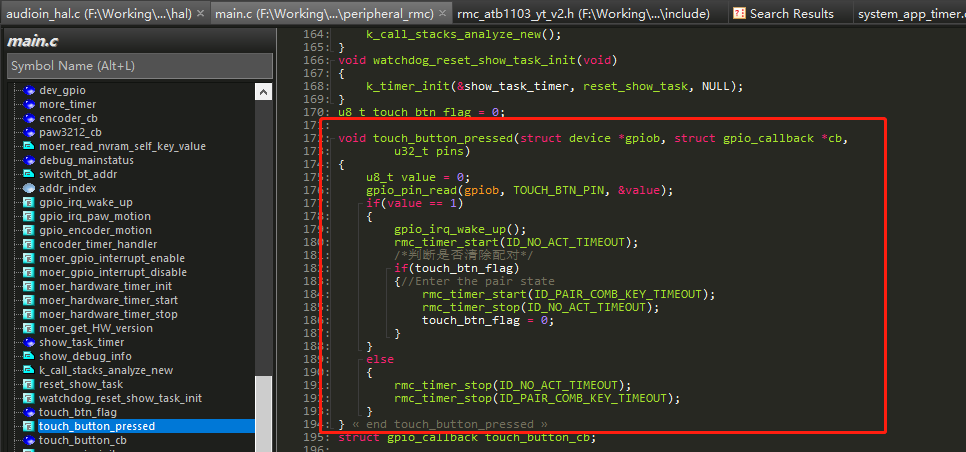 audioin_hal.c (F:\Working\...\hal) ×
main.c (F:\Working\...\peripheral_rmc) ×
rmc_atb1103_yt_v2.h (F:\Working\...\include)
Search Results
system_app_timer.c
main.c
Symbol Name (Alt+L)
dev_gpio
more_timer
encoder_cb
paw3212_cb
moer_read_nvram_self_key_value
debug_mainstatus
switch_bt_addr
addr_index
gpio_irq_wake_up
gpio_irq_paw_motion
gpio_encoder_motion
encoder_timer_handler
moer_gpio_interrupt_enable
moer_gpio_interrupt_disable
moer_hardware_timer_init
moer_hardware_timer_start
moer_hardware_timer_stop
moer_get_HW_version
show_task_timer
show_debug_info
k_call_stacks_analyze_new
reset_show_task
watchdog_reset_show_task_init
touch_btn_flag
touch_button_pressed
touch_button_cb
164: k_call_stacks_analyze_new();
165: }
166: void watchdog_reset_show_task_init(void)
167: {
168: k_timer_init(&show_task_timer, reset_show_task, NULL);
169: }
170: u8_t touch_btn_flag = 0;
171:
172: void touch_button_pressed(struct device *gpiob, struct gpio_callback *cb,
173: u32_t pins)
174: {
175: u8_t value = 0;
176: gpio_pin_read(gpiob, TOUCH_BTN_PIN, &value);
177: if(value == 1)
178: {
179: gpio_irq_wake_up();
180: rmc_timer_start(ID_NO_ACT_TIMEOUT);
181: /*判断是否清除配对*/
182: if(touch_btn_flag)
183: {//Enter the pair state
184: rmc_timer_start(ID_PAIR_COMB_KEY_TIMEOUT);
185: rmc_timer_stop(ID_NO_ACT_TIMEOUT);
186: touch_btn_flag = 0;
187: }
188: }
189: else
190: {
191: rmc_timer_stop(ID_NO_ACT_TIMEOUT);
192: rmc_timer_stop(ID_PAIR_COMB_KEY_TIMEOUT);
193: }
194: } « end touch_button_pressed »
195: struct gpio_callback touch_button_cb;
196: